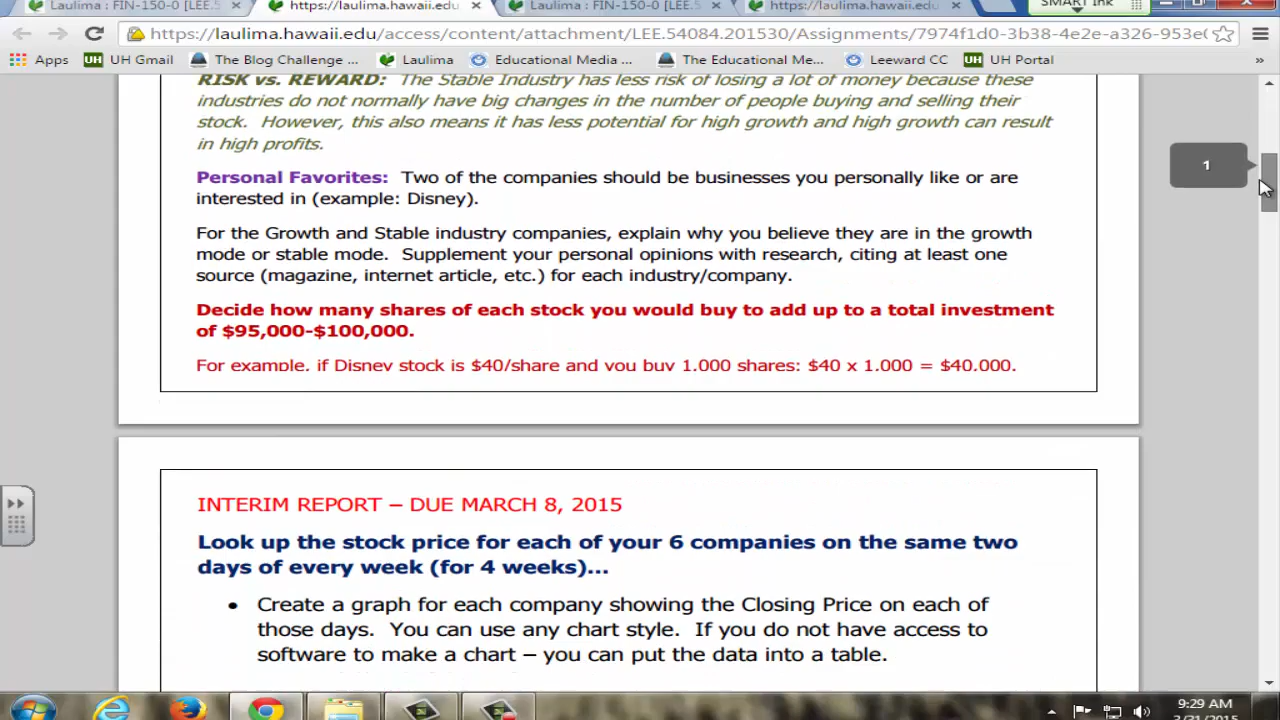 Laulima : FIN-150-0 [LEE.5
https://laulima.hawaii.edu
Laulima : FIN-150-0 [LEE.5
https://laulima.hawaii.edu
SMART Ink
https://laulima.hawaii.edu/access/content/attachment/LEE.54084.201530/Assignments/7974f1d0-3b38-4e2e-a326-953e0
Apps UH UH Gmail The Blog Challenge ... Laulima Educational Media ... The Educational Me... Leeward CC UH UH Portal »
RISK vs. REWARD: The Stable Industry has less risk of losing a lot of money because these
industries do not normally have big changes in the number of people buying and selling their
stock. However, this also means it has less potential for high growth and high growth can result
in high profits.
1
Personal Favorites: Two of the companies should be businesses you personally like or are
interested in (example: Disney).
For the Growth and Stable industry companies, explain why you believe they are in the growth
mode or stable mode. Supplement your personal opinions with research, citing at least one
source (magazine, internet article, etc.) for each industry/company.
Decide how many shares of each stock you would buy to add up to a total investment
of $95,000-$100,000.
For example, if Disney stock is $40/share and you buy 1,000 shares: $40 x 1,000 = $40,000.
INTERIM REPORT – DUE MARCH 8, 2015
Look up the stock price for each of your 6 companies on the same two
days of every week (for 4 weeks)...
• Create a graph for each company showing the Closing Price on each of
those days. You can use any chart style. If you do not have access to
software to make a chart – you can put the data into a table.
9:29 AM
3/21/2015